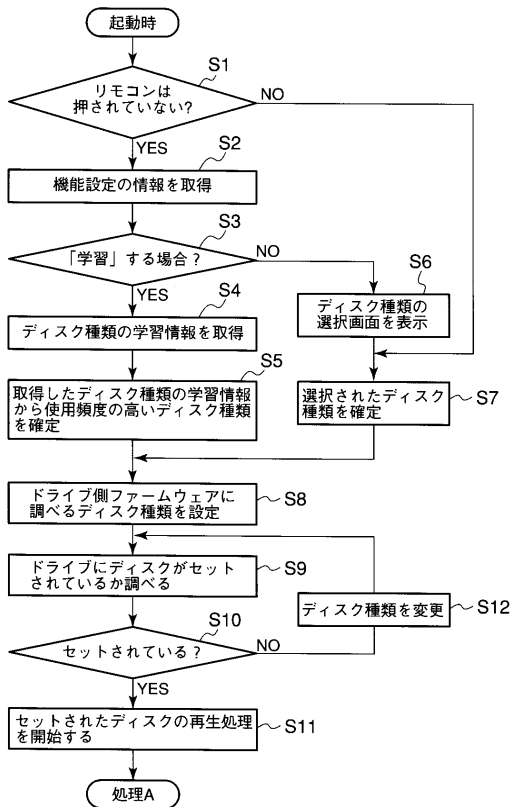 起動時
S1
リモコンは
押されていない?
NO
YES
S2
機能設定の情報を取得
S3
「学習」する場合?
NO
YES
S4
ディスク種類の学習情報を取得
S6
ディスク種類の
選択画面を表示
S5
取得したディスク種類の学習情報
から使用頻度の高いディスク種類
を確定
選択されたディスク
種類を確定
S7
ドライブ側ファームウェアに
調べるディスク種類を設定
S8
ドライブにディスクがセット
されているか調べる
S9
ディスク種類を変更
S12
S10
セットされている?
NO
YES
セットされたディスクの再生処理
を開始する
S11
処理A